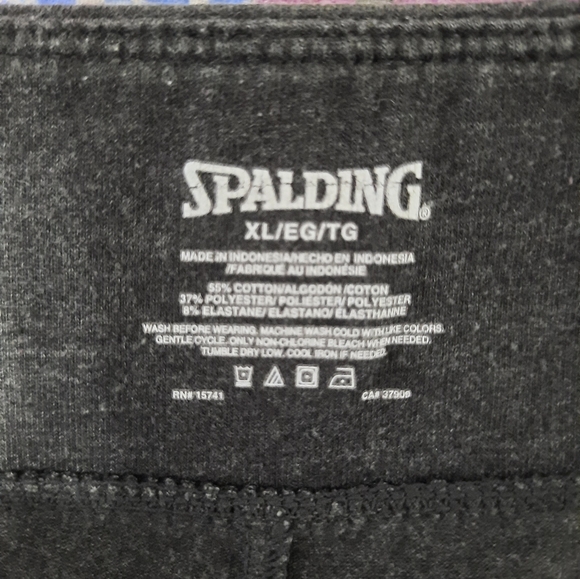 SPALDING®
XL/EG/TG
MADE IN INDONESIA/HECHO EN INDONESIA
/FABRIQUÉ AU INDONÉSIE
55% COTTON/ALGODÓN/COTON
37% POLYESTER/POLIÉSTER/POLYESTER
8% ELASTANE/ELASTANO/ÉLASTHANNE
WASH BEFORE WEARING. MACHINE WASH COLD WITH LIKE COLORS.
GENTLE CYCLE. ONLY NON-CHLORINE BLEACH WHEN NEEDED.
TUMBLE DRY LOW. COOL IRON IF NEEDED.
RN# 15741 CA# 37906